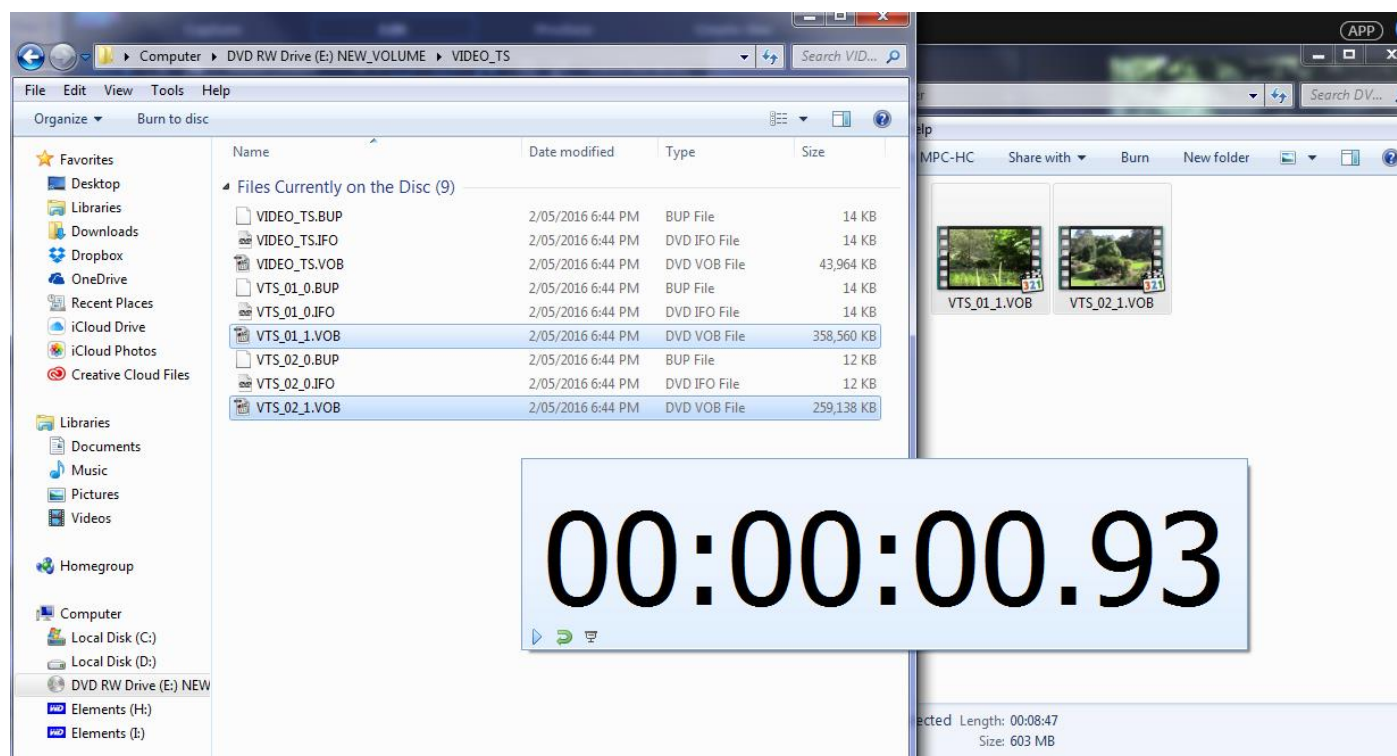 APP
Computer ▸ DVD RW Drive (E:) NEW_VOLUME ▸ VIDEO_TS
Search VID...
Search DV...
File Edit View Tools Help
elp
Organize Burn to disc
MPC-HC Share with Burn New folder
Name Date modified Type Size
Files Currently on the Disc (9)
VIDEO_TS.BUP 2/05/2016 6:44 PM BUP File 14 KB
VIDEO_TS.IFO 2/05/2016 6:44 PM DVD IFO File 14 KB
VIDEO_TS.VOB 2/05/2016 6:44 PM DVD VOB File 43,964 KB
VTS_01_0.BUP 2/05/2016 6:44 PM BUP File 14 KB
VTS_01_0.IFO 2/05/2016 6:44 PM DVD IFO File 14 KB
VTS_01_1.VOB 2/05/2016 6:44 PM DVD VOB File 358,560 KB
VTS_02_0.BUP 2/05/2016 6:44 PM BUP File 12 KB
VTS_02_0.IFO 2/05/2016 6:44 PM DVD IFO File 12 KB
VTS_02_1.VOB 2/05/2016 6:44 PM DVD VOB File 259,138 KB
Favorites
Desktop
Libraries
Downloads
Dropbox
OneDrive
Recent Places
iCloud Drive
iCloud Photos
Creative Cloud Files
Libraries
Documents
Music
Pictures
Videos
Homegroup
Computer
Local Disk (C:)
Local Disk (D:)
DVD RW Drive (E:) NEW
Elements (H:)
Elements (I:)
321
321
VTS_01_1.VOB VTS_02_1.VOB
00:00:00.93
ected Length: 00:08:47
Size: 603 MB